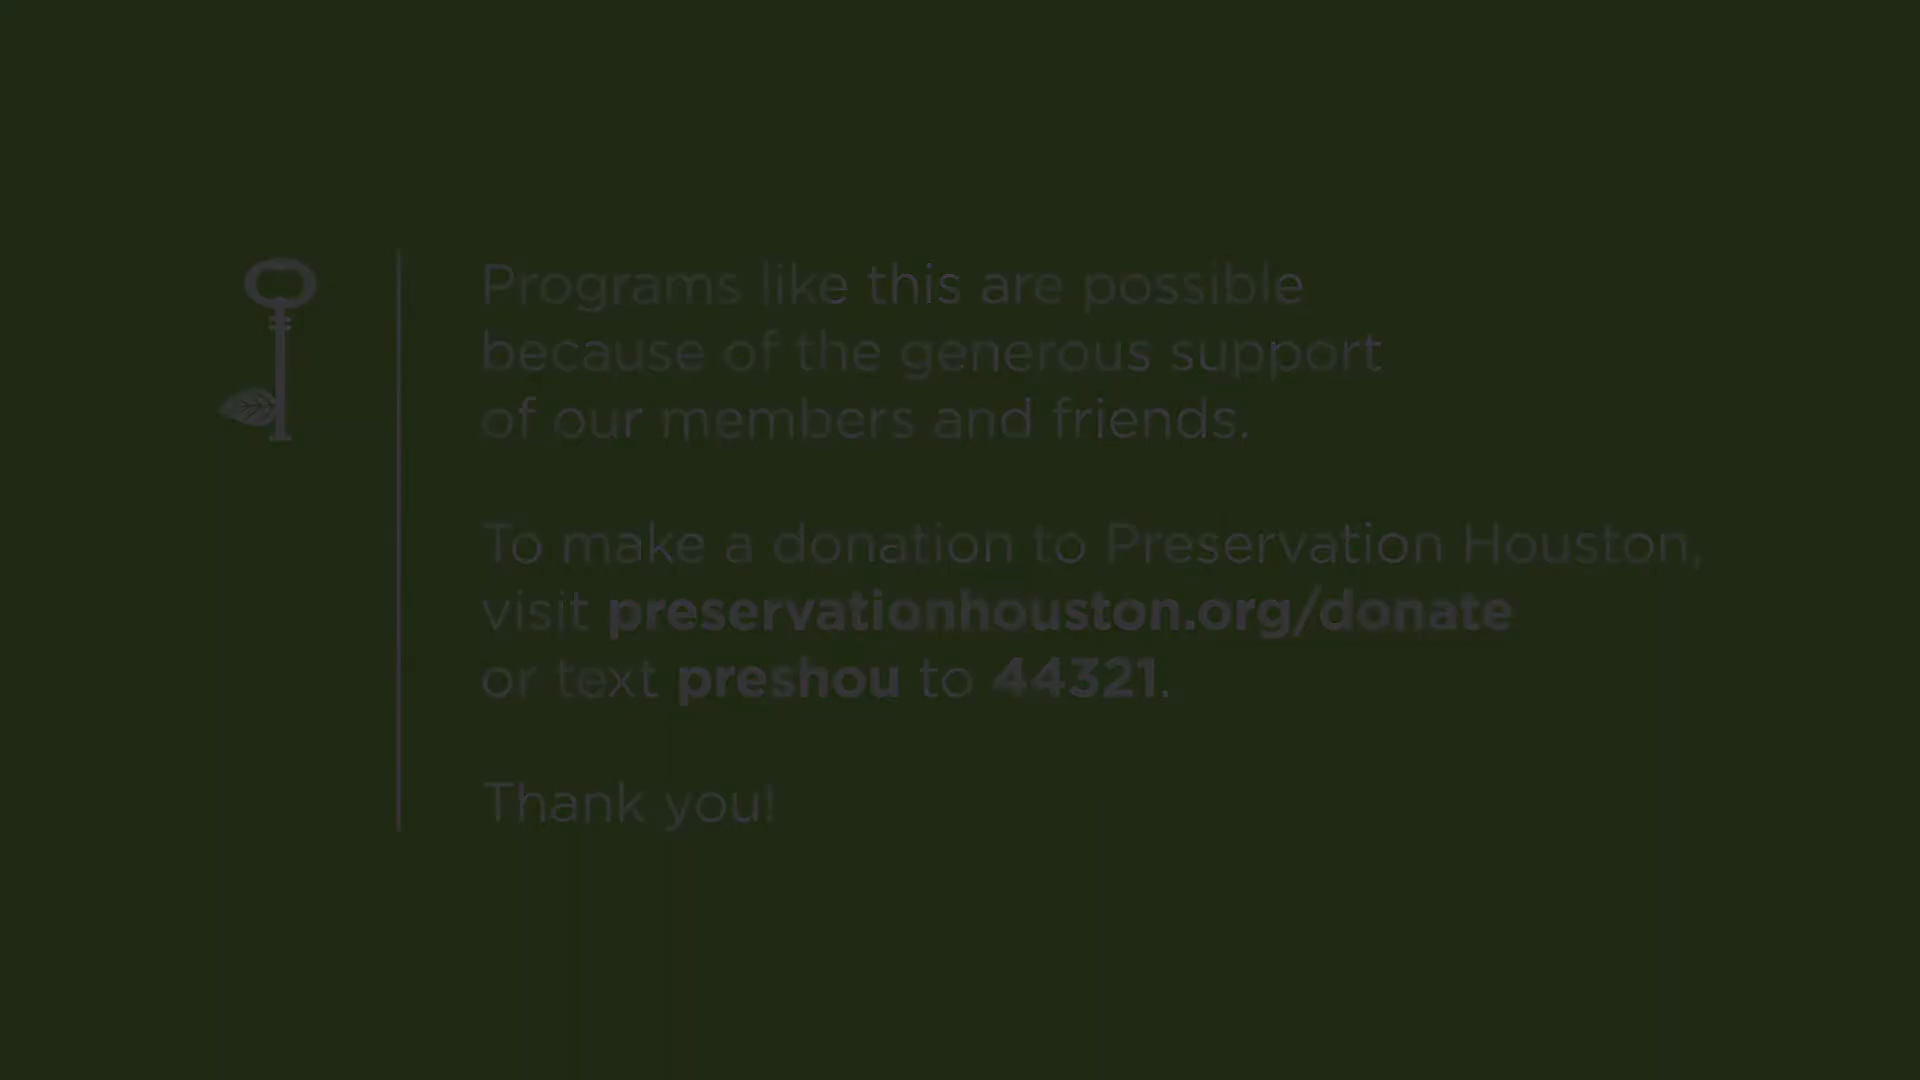 Programs like this are possible
because of the generous support
of our members and friends.
To make a donation to Preservation Houston,
visit preservationhouston.org/donate
or text preshou to 44321.
Thank you!